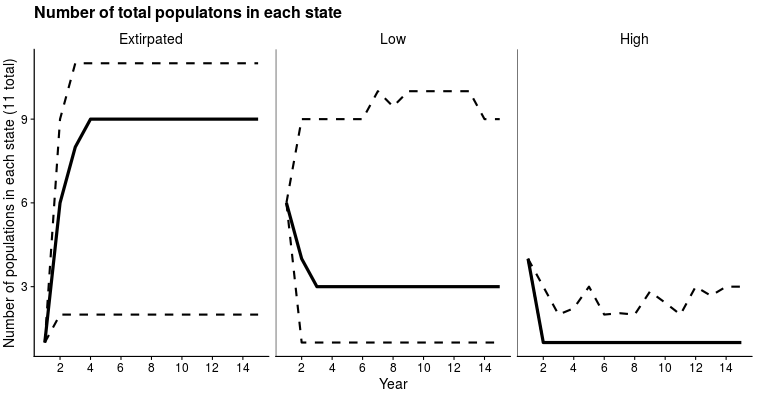 Number of total populatons in each state
Extirpated
Low
High
Number of populations in each state (11 total)
9
6
3
2 4 6 8 10 12 14
2 4 6 8 10 12 14
2 4 6 8 10 12 14
Year